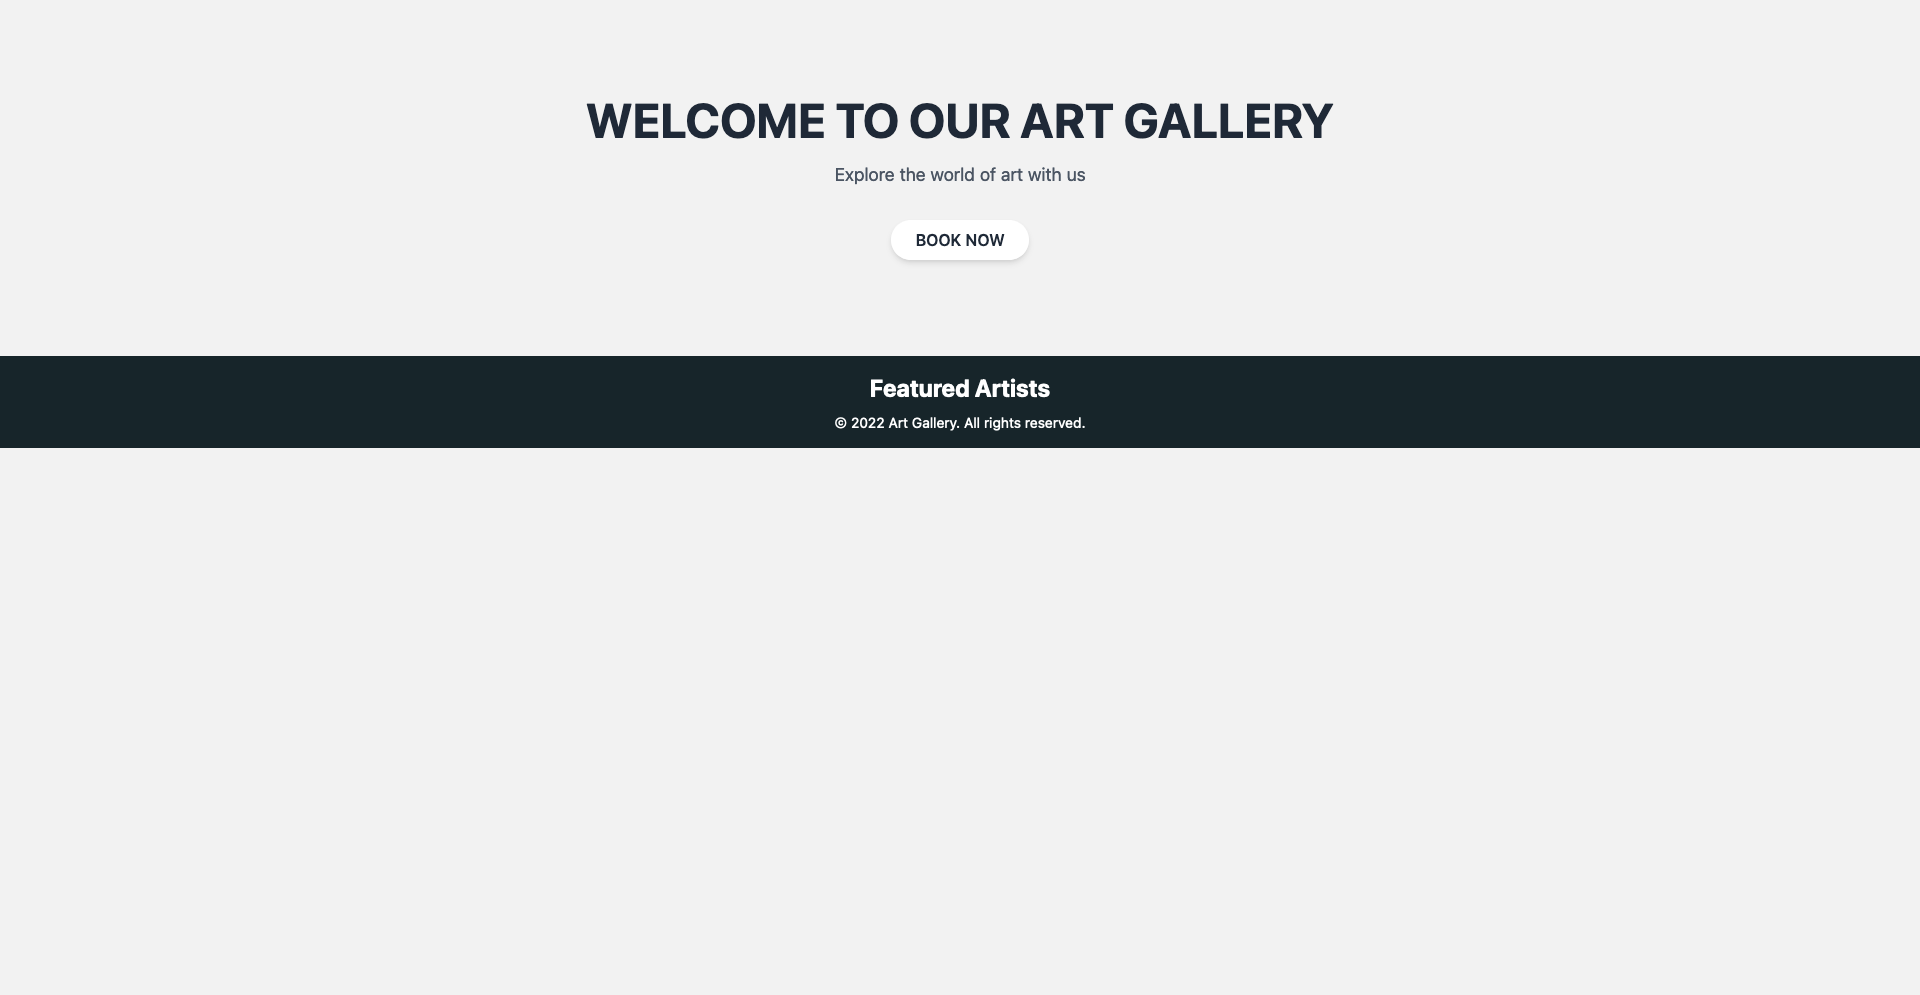 WELCOME TO OUR ART GALLERY
Explore the world of art with us
BOOK NOW
Featured Artists
© 2022 Art Gallery. All rights reserved.